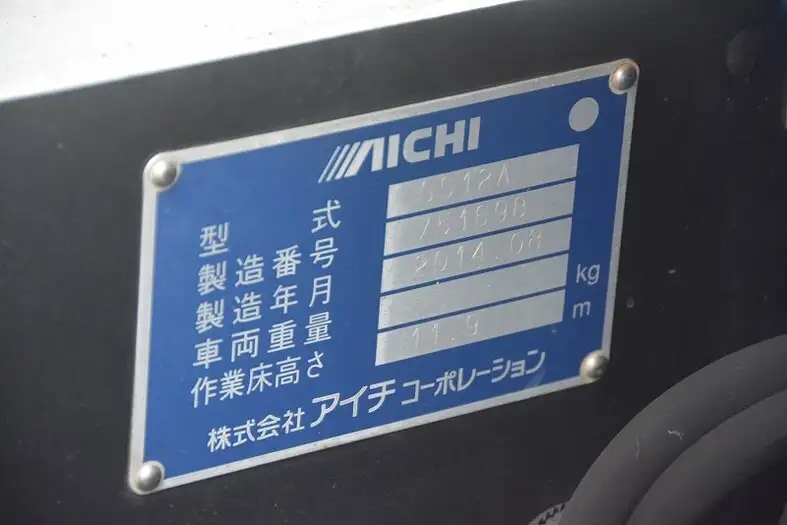 AICHI
型式 SS12A
製造番号 751698
製造年月 2014.08
車両重量 kg
作業床高さ 11.9 m
株式会社 アイチ コーポレーション